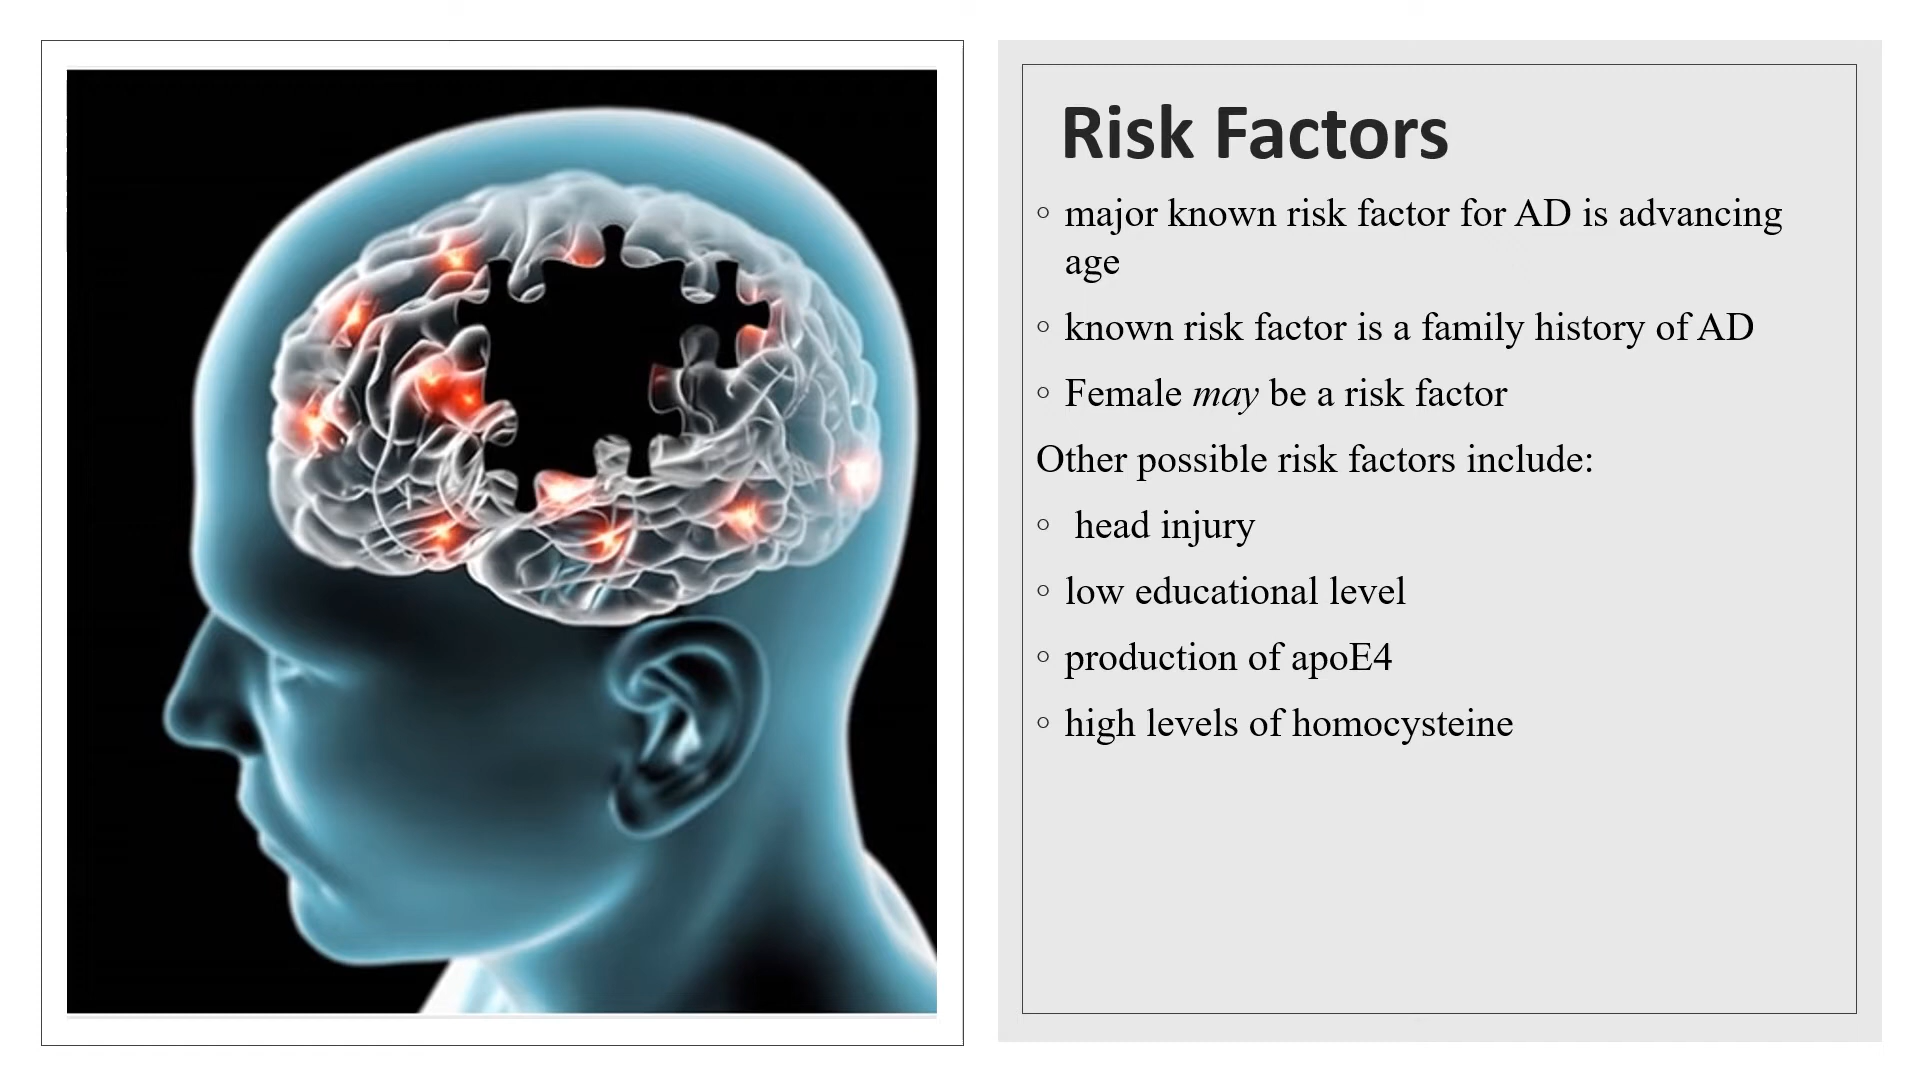 Risk Factors
◦ major known risk factor for AD is advancing
age
◦ known risk factor is a family history of AD
◦ Female may be a risk factor
Other possible risk factors include:
◦ head injury
◦ low educational level
◦ production of apoE4
◦ high levels of homocysteine